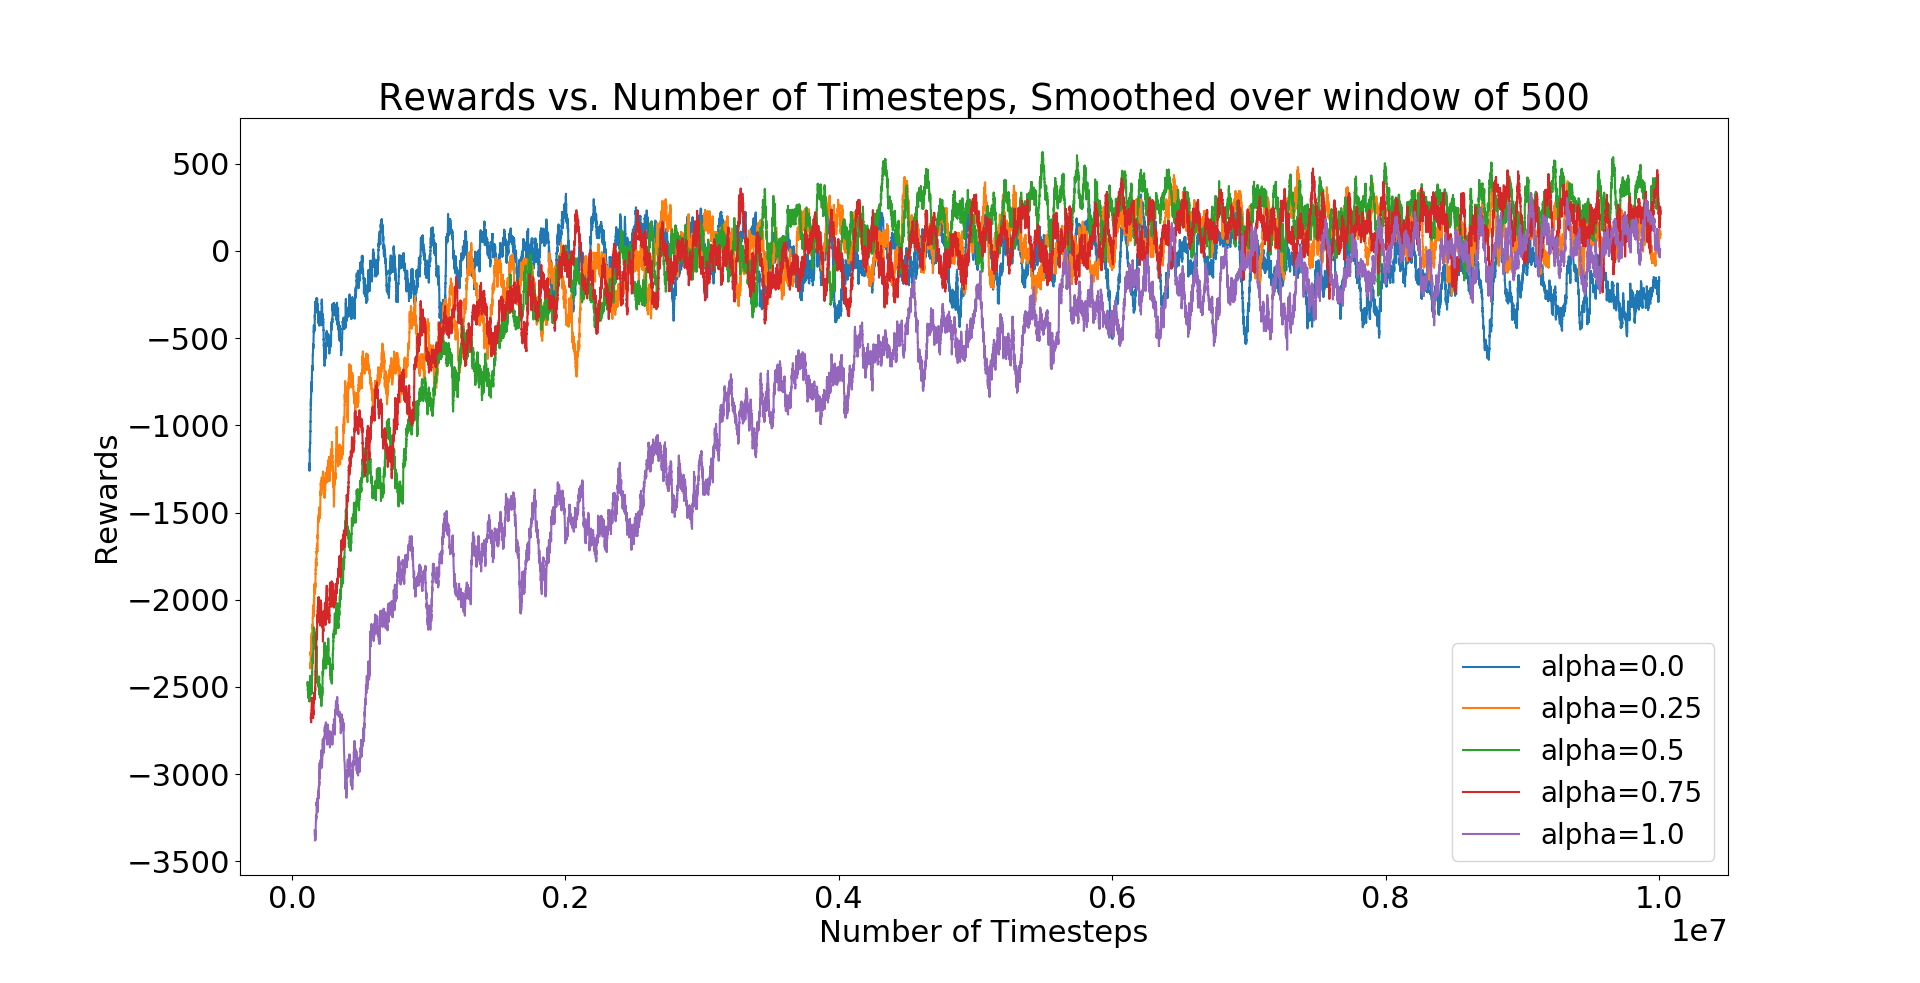 Rewards vs. Number of Timesteps, Smoothed over window of 500
Rewards
500
0
−500
−1000
−1500
−2000
−2500
−3000
−3500
0.0 0.2 0.4 0.6 0.8 1.0
1e7
Number of Timesteps
alpha=0.0
alpha=0.25
alpha=0.5
alpha=0.75
alpha=1.0